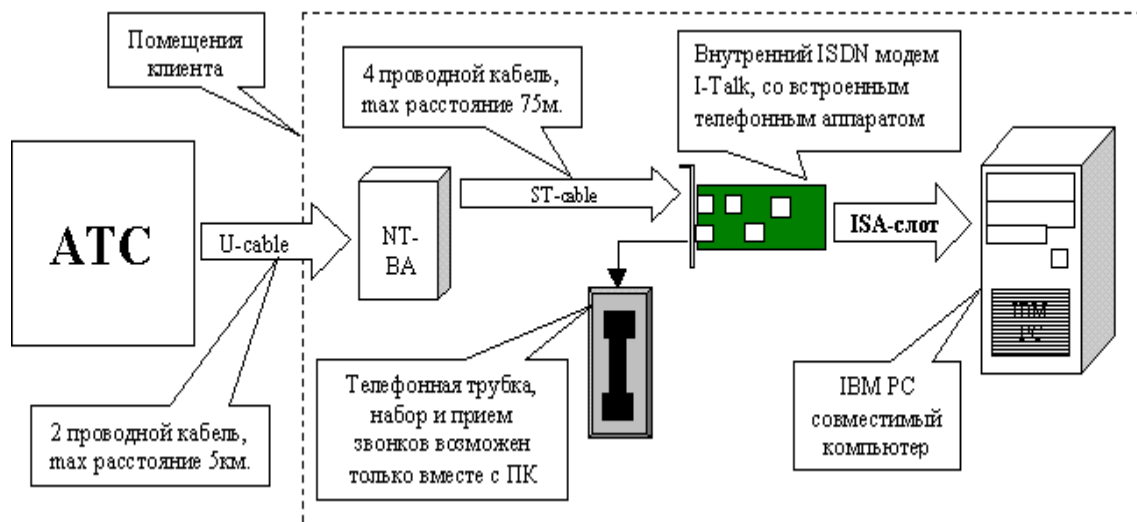 Помещения
клиента
4 проводной кабель,
max расстояние 75м.
Внутренний ISDN модем
I-Talk, со встроенным
телефонным аппаратом
АТС
U-cable
NT-
BA
ST-cable
ISA-слот
IBM
PC
2 проводной кабель,
max расстояние 5км.
Телефонная трубка,
набор и прием
звонков возможен
только вместе с ПК
IBM PC
совместимый
компьютер